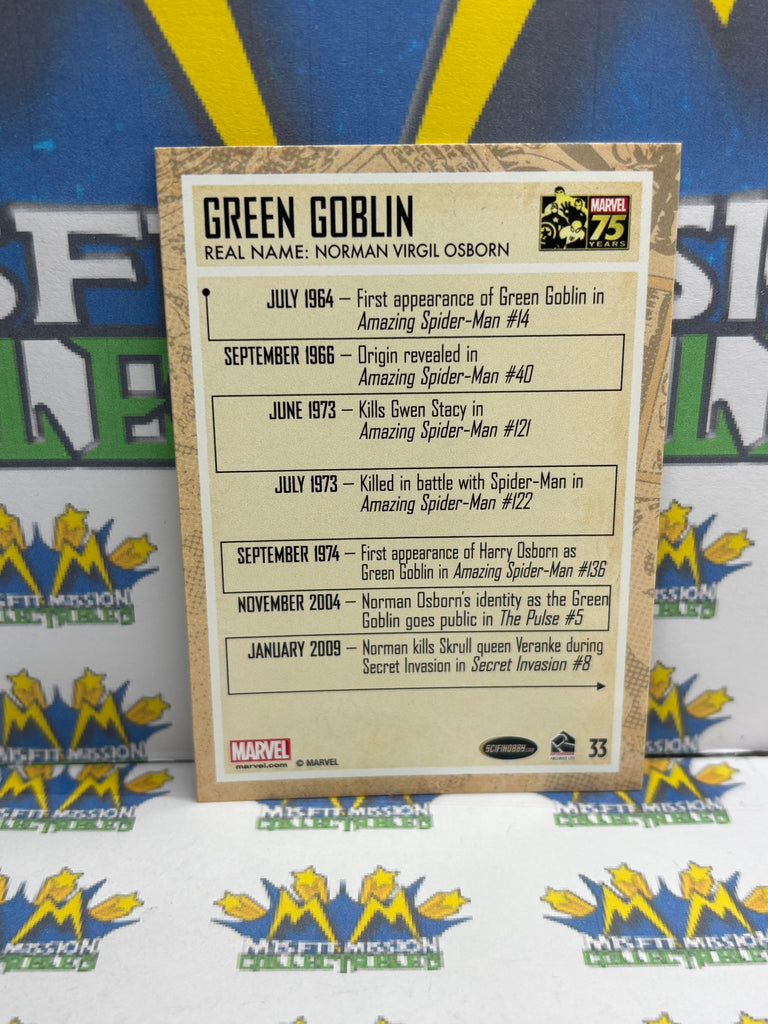 GREEN GOBLIN
REAL NAME: NORMAN VIRGIL OSBORN
MARVEL
75
YEARS
JULY 1964 — First appearance of Green Goblin in
Amazing Spider-Man #14
SEPTEMBER 1966 — Origin revealed in
Amazing Spider-Man #40
JUNE 1973 — Kills Gwen Stacy in
Amazing Spider-Man #121
JULY 1973 — Killed in battle with Spider-Man in
Amazing Spider-Man #122
SEPTEMBER 1974 — First appearance of Harry Osborn as
Green Goblin in Amazing Spider-Man #136
NOVEMBER 2004 — Norman Osborn's identity as the Green
Goblin goes public in The Pulse #5
JANUARY 2009 — Norman kills Skrull queen Veranke during
Secret Invasion in Secret Invasion #8
MARVEL
marvel.com © MARVEL
SCIFIHOBBY.com
33
MISFIT MISSION
COLLECTIBLES
MISFIT MISSION
COLLECTIBLES